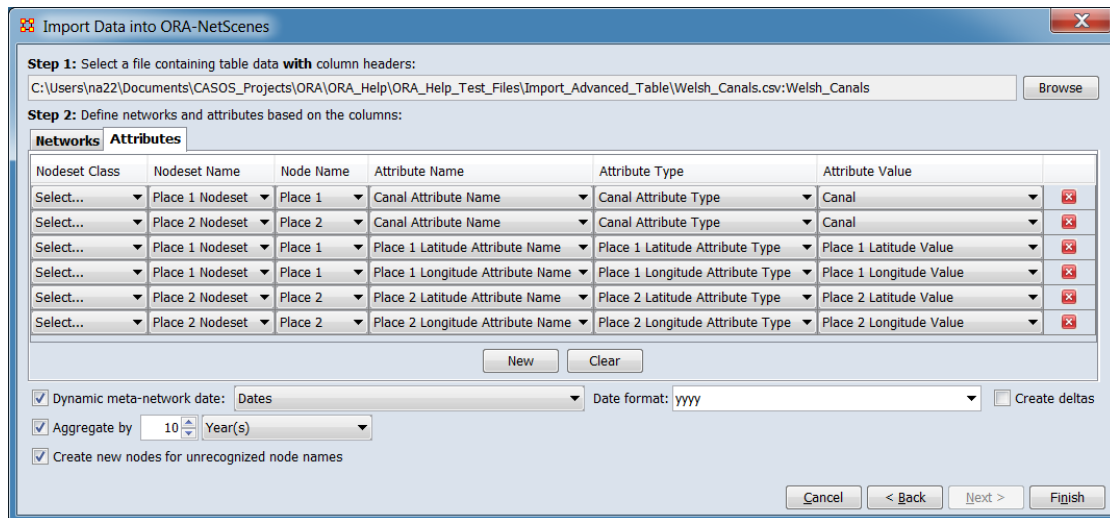 Import Data into ORA-NetScenes
Step 1: Select a file containing table data with column headers:
C:\Users\na22\Documents\CASOS_Projects\ORA\ORA_Help\ORA_Help_Test_Files\Import_Advanced_Table\Welsh_Canals.csv:Welsh_Canals Browse
Step 2: Define networks and attributes based on the columns:
Networks Attributes
Nodeset Class Nodeset Name Node Name Attribute Name Attribute Type Attribute Value
Select... Place 1 Nodeset Place 1 Canal Attribute Name Canal Attribute Type Canal
Select... Place 2 Nodeset Place 2 Canal Attribute Name Canal Attribute Type Canal
Select... Place 1 Nodeset Place 1 Place 1 Latitude Attribute Name Place 1 Latitude Attribute Type Place 1 Latitude Value
Select... Place 1 Nodeset Place 1 Place 1 Longitude Attribute Name Place 1 Longitude Attribute Type Place 1 Longitude Value
Select... Place 2 Nodeset Place 2 Place 2 Latitude Attribute Name Place 2 Latitude Attribute Type Place 2 Latitude Value
Select... Place 2 Nodeset Place 2 Place 2 Longitude Attribute Name Place 2 Longitude Attribute Type Place 2 Longitude Value
New Clear
Dynamic meta-network date: Dates Date format: yyyy Create deltas
Aggregate by 10 Year(s)
Create new nodes for unrecognized node names
Cancel < Back Next > Finish